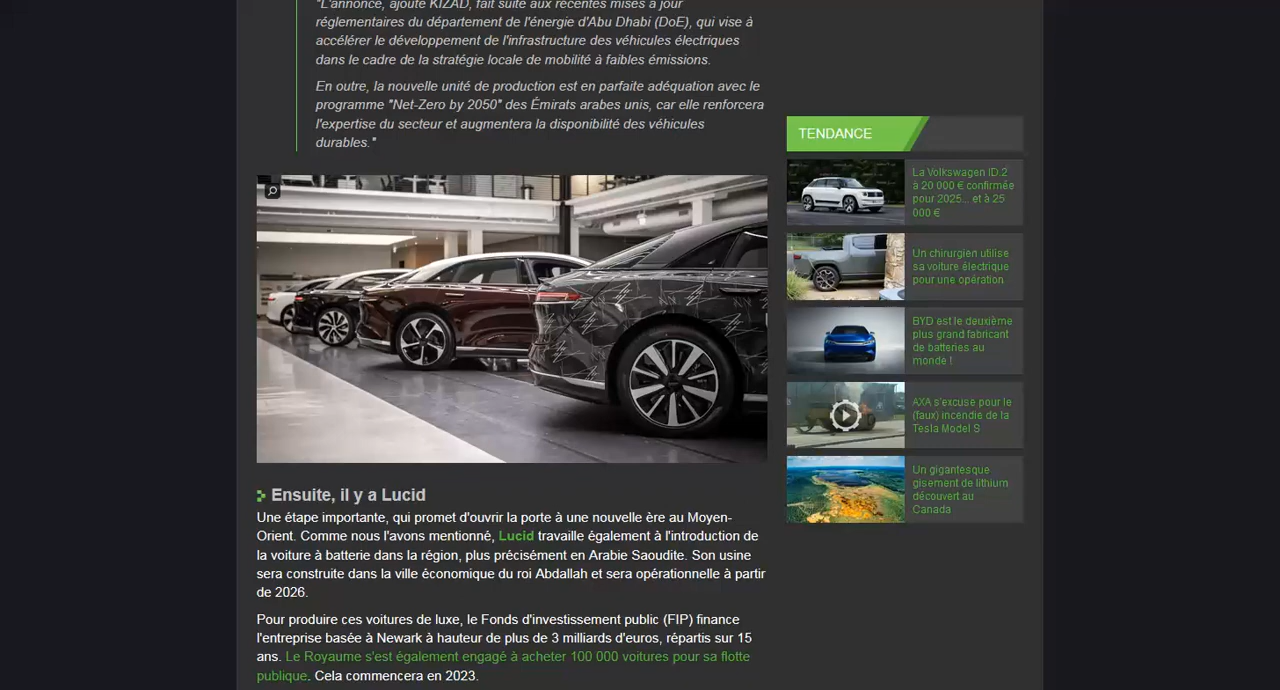 "L'annonce, ajoute KIZAD, fait suite aux récentes mises à jour
réglementaires du département de l'énergie d'Abu Dhabi (DoE), qui vise à
accélérer le développement de l'infrastructure des véhicules électriques
dans le cadre de la stratégie locale de mobilité à faibles émissions.
En outre, la nouvelle unité de production est en parfaite adéquation avec le
programme "Net-Zero by 2050" des Émirats arabes unis, car elle renforcera
l'expertise du secteur et augmentera la disponibilité des véhicules
durables."
Ensuite, il y a Lucid
Une étape importante, qui promet d'ouvrir la porte à une nouvelle ère au Moyen-
Orient. Comme nous l'avons mentionné, Lucid travaille également à l'introduction de
la voiture à batterie dans la région, plus précisément en Arabie Saoudite. Son usine
sera construite dans la ville économique du roi Abdallah et sera opérationnelle à partir
de 2026.
Pour produire ces voitures de luxe, le Fonds d'investissement public (FIP) finance
l'entreprise basée à Newark à hauteur de plus de 3 milliards d'euros, répartis sur 15
ans. Le Royaume s'est également engagé à acheter 100 000 voitures pour sa flotte
publique. Cela commencera en 2023.
TENDANCE
La Volkswagen ID.2
à 20 000 € confirmée
pour 2025... et à 25
000 €
Un chirurgien utilise
sa voiture électrique
pour une opération
BYD est le deuxième
plus grand fabricant
de batteries au
monde !
AXA s'excuse pour le
(faux) incendie de la
Tesla Model S
Un gigantesque
gisement de lithium
découvert au
Canada